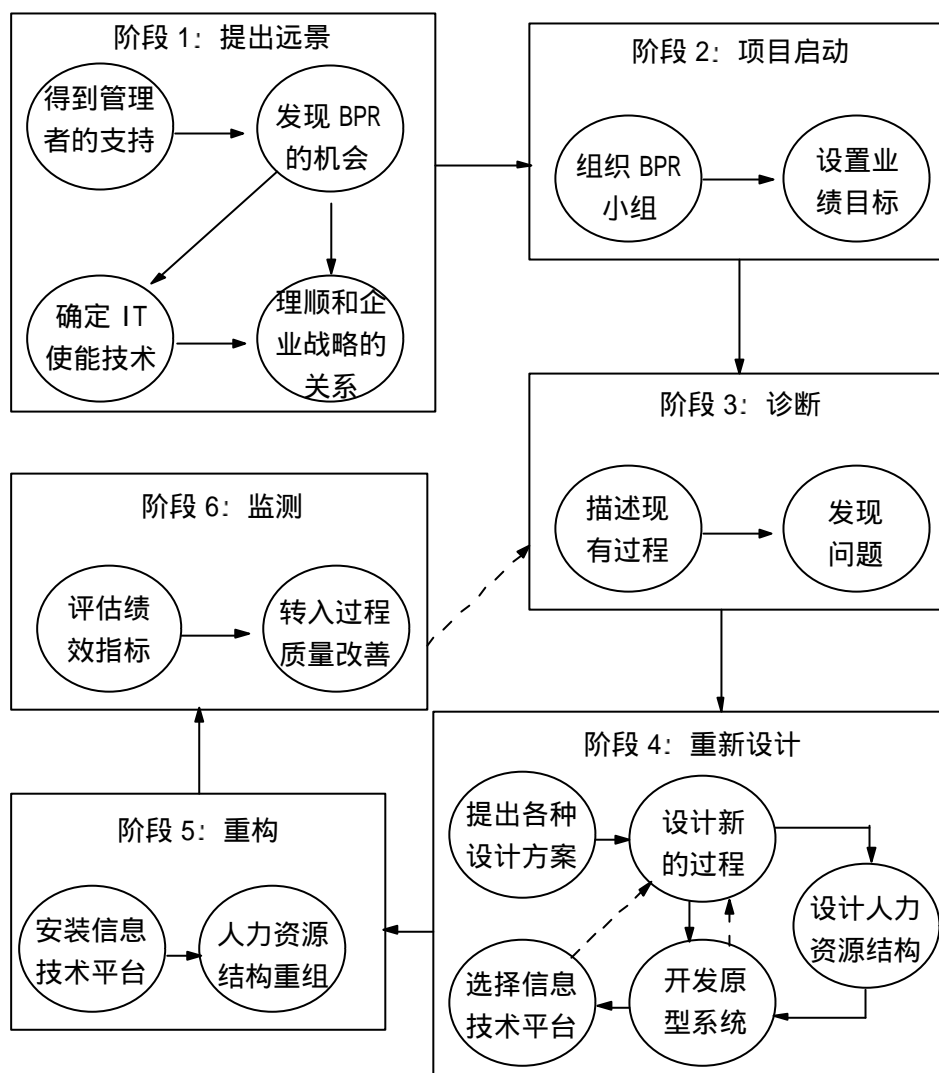 阶段 1：提出远景
得到管理
者的支持
发现 BPR
的机会
确定 IT
使能技术
理顺和企
业战略的
关系
阶段 2：项目启动
组织 BPR
小组
设置业
绩目标
阶段 3：诊断
描述现
有过程
发现
问题
阶段 4：重新设计
提出各种
设计方案
设计新
的过程
设计人力
资源结构
开发原
型系统
选择信息
技术平台
阶段 5：重构
安装信息
技术平台
人力资源
结构重组
阶段 6：监测
评估绩
效指标
转入过程
质量改善